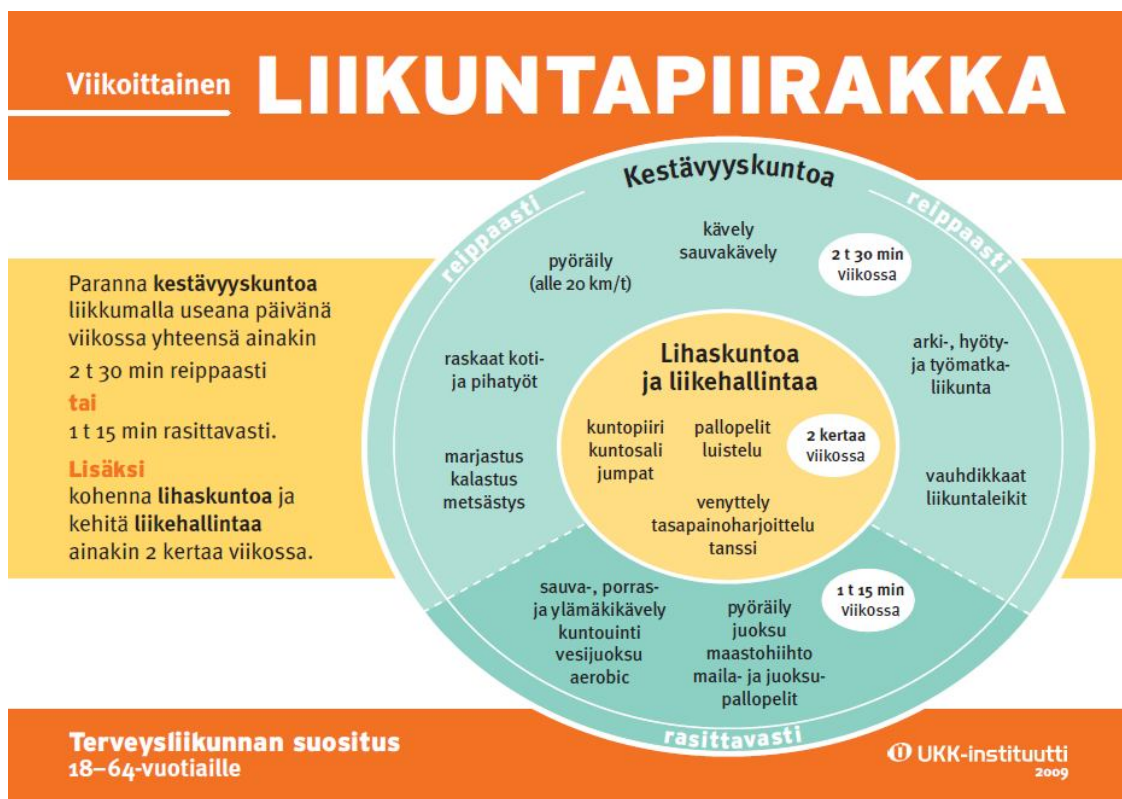 Viikoittainen LIIKUNTAPIIRAKKA
Paranna kestävyyskuntoa
liikkumalla useana päivänä
viikossa yhteensä ainakin
2 t 30 min reippaasti
tai
1 t 15 min rasittavasti.
Lisäksi
kohenna lihaskuntoa ja
kehitä liikehallintaa
ainakin 2 kertaa viikossa.
Kestävyyskuntoa
reippaasti
reippaasti
kävely
sauvakävely
2 t 30 min
viikossa
pyöräily
(alle 20 km/t)
raskaat koti-
ja pihatyöt
arki-, hyöty-
ja työmatka-
liikunta
marjastus
kalastus
metsästys
vauhdikkaat
liikuntaleikit
Lihaskuntoa
ja liikehallintaa
kuntopiiri
kuntosali
jumpat
pallopelit
luistelu
2 kertaa
viikossa
venyttely
tasapainoharjoittelu
tanssi
sauva-, porras-
ja ylämäkikävely
kuntouinti
vesijuoksu
aerobic
pyöräily
juoksu
maastohiihto
maila- ja juoksu-
pallopelit
1 t 15 min
viikossa
rasittavasti
Terveysliikunnan suositus
18–64-vuotiaille
UKK-instituutti
2009